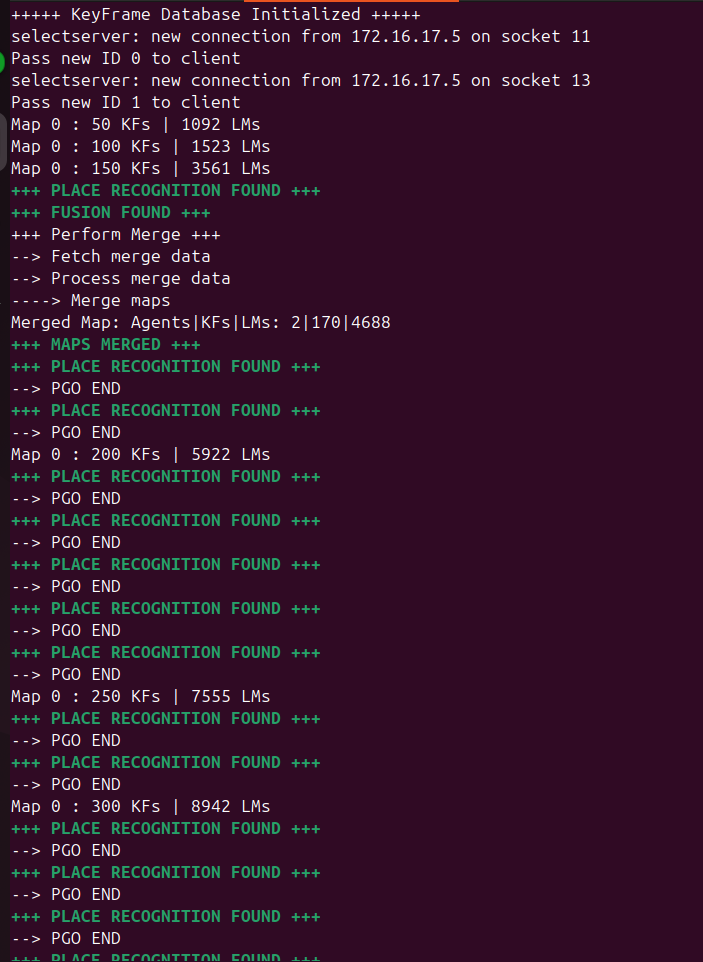 +++++ KeyFrame Database Initialized +++++
selectserver: new connection from 172.16.17.5 on socket 11
Pass new ID 0 to client
selectserver: new connection from 172.16.17.5 on socket 13
Pass new ID 1 to client
Map 0 : 50 KFs | 1092 LMs
Map 0 : 100 KFs | 1523 LMs
Map 0 : 150 KFs | 3561 LMs
+++ PLACE RECOGNITION FOUND +++
+++ FUSION FOUND +++
+++ Perform Merge +++
--> Fetch merge data
--> Process merge data
----> Merge maps
Merged Map: Agents|KFs|LMs: 2|170|4688
+++ MAPS MERGED +++
+++ PLACE RECOGNITION FOUND +++
--> PGO END
+++ PLACE RECOGNITION FOUND +++
--> PGO END
Map 0 : 200 KFs | 5922 LMs
+++ PLACE RECOGNITION FOUND +++
--> PGO END
+++ PLACE RECOGNITION FOUND +++
--> PGO END
+++ PLACE RECOGNITION FOUND +++
--> PGO END
+++ PLACE RECOGNITION FOUND +++
--> PGO END
+++ PLACE RECOGNITION FOUND +++
--> PGO END
Map 0 : 250 KFs | 7555 LMs
+++ PLACE RECOGNITION FOUND +++
--> PGO END
+++ PLACE RECOGNITION FOUND +++
--> PGO END
Map 0 : 300 KFs | 8942 LMs
+++ PLACE RECOGNITION FOUND +++
--> PGO END
+++ PLACE RECOGNITION FOUND +++
--> PGO END
+++ PLACE RECOGNITION FOUND +++
--> PGO END
+++ PLACE RECOGNITION FOUND +++